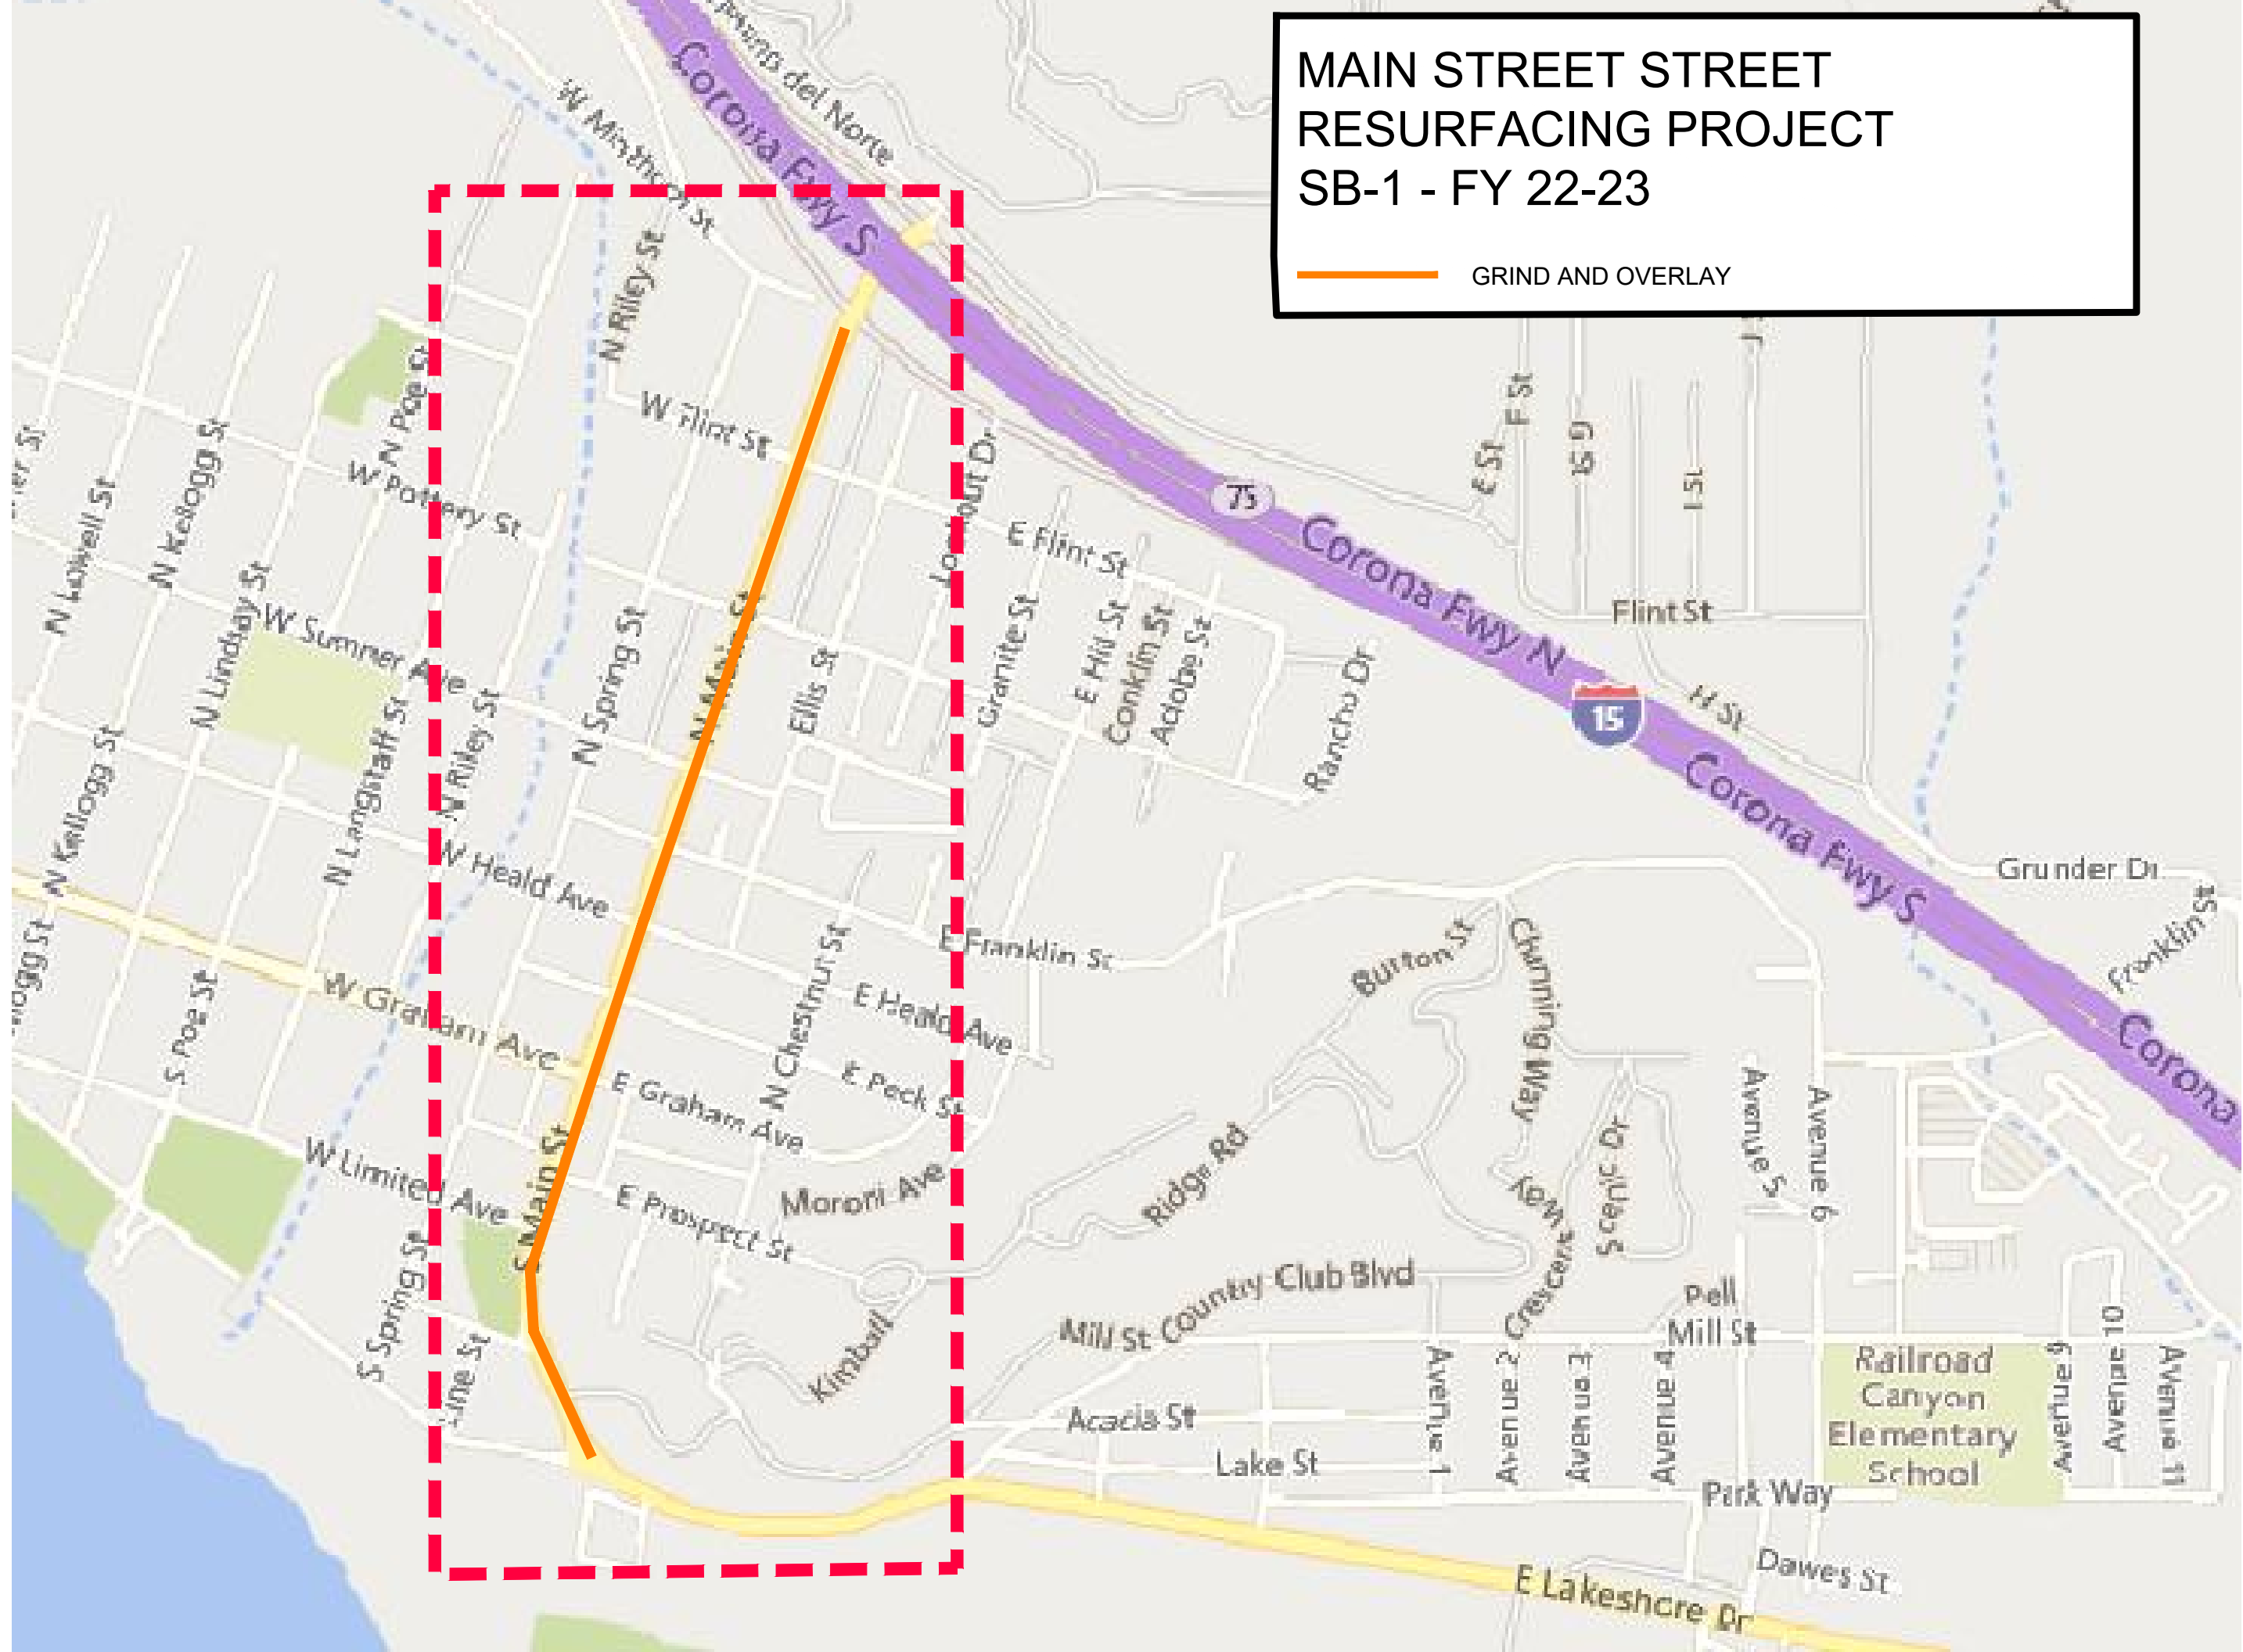 MAIN STREET STREET
RESURFACING PROJECT
SB-1 - FY 22-23
GRIND AND OVERLAY
del Norte
Corona Fwy S
W Minthorn St
N Riley St
W Flint St
N Poe St
W Pottery St
N Lowell St
N Kellogg St
N Lindsay St
W Sumner Ave
N Langstaff St
N Riley St
N Spring St
N Main St
Ellis St
Lookout Dr
E Flint St
Granite St
E Hill St
Conklin St
Adobe St
Rancho Dr
75
Corona Fwy N
E St
F St
G St
I St
Flint St
H St
15
Corona Fwy S
Grunder Dr
Franklin St
Corona
N Kellogg St
W Heald Ave
E Franklin St
W Graham Ave
S Poe St
N Chestnut St
E Heald Ave
E Peck St
E Graham Ave
Moroni Ave
W Limited Ave
S Main St
E Prospect St
S Spring St
Kimball
Ridge Rd
Burton St
Chunning Way
Crescent Way
Scenic Dr
Avenue 5
Avenue 6
Country Club Blvd
Mill St
Pell
Mill St
Acacia St
Lake St
Avenue 1
Avenue 2
Avenue 3
Avenue 4
Railroad
Canyon
Elementary
School
Avenue 9
Avenue 10
Avenue 11
Park Way
Dawes St
E Lakeshore Dr